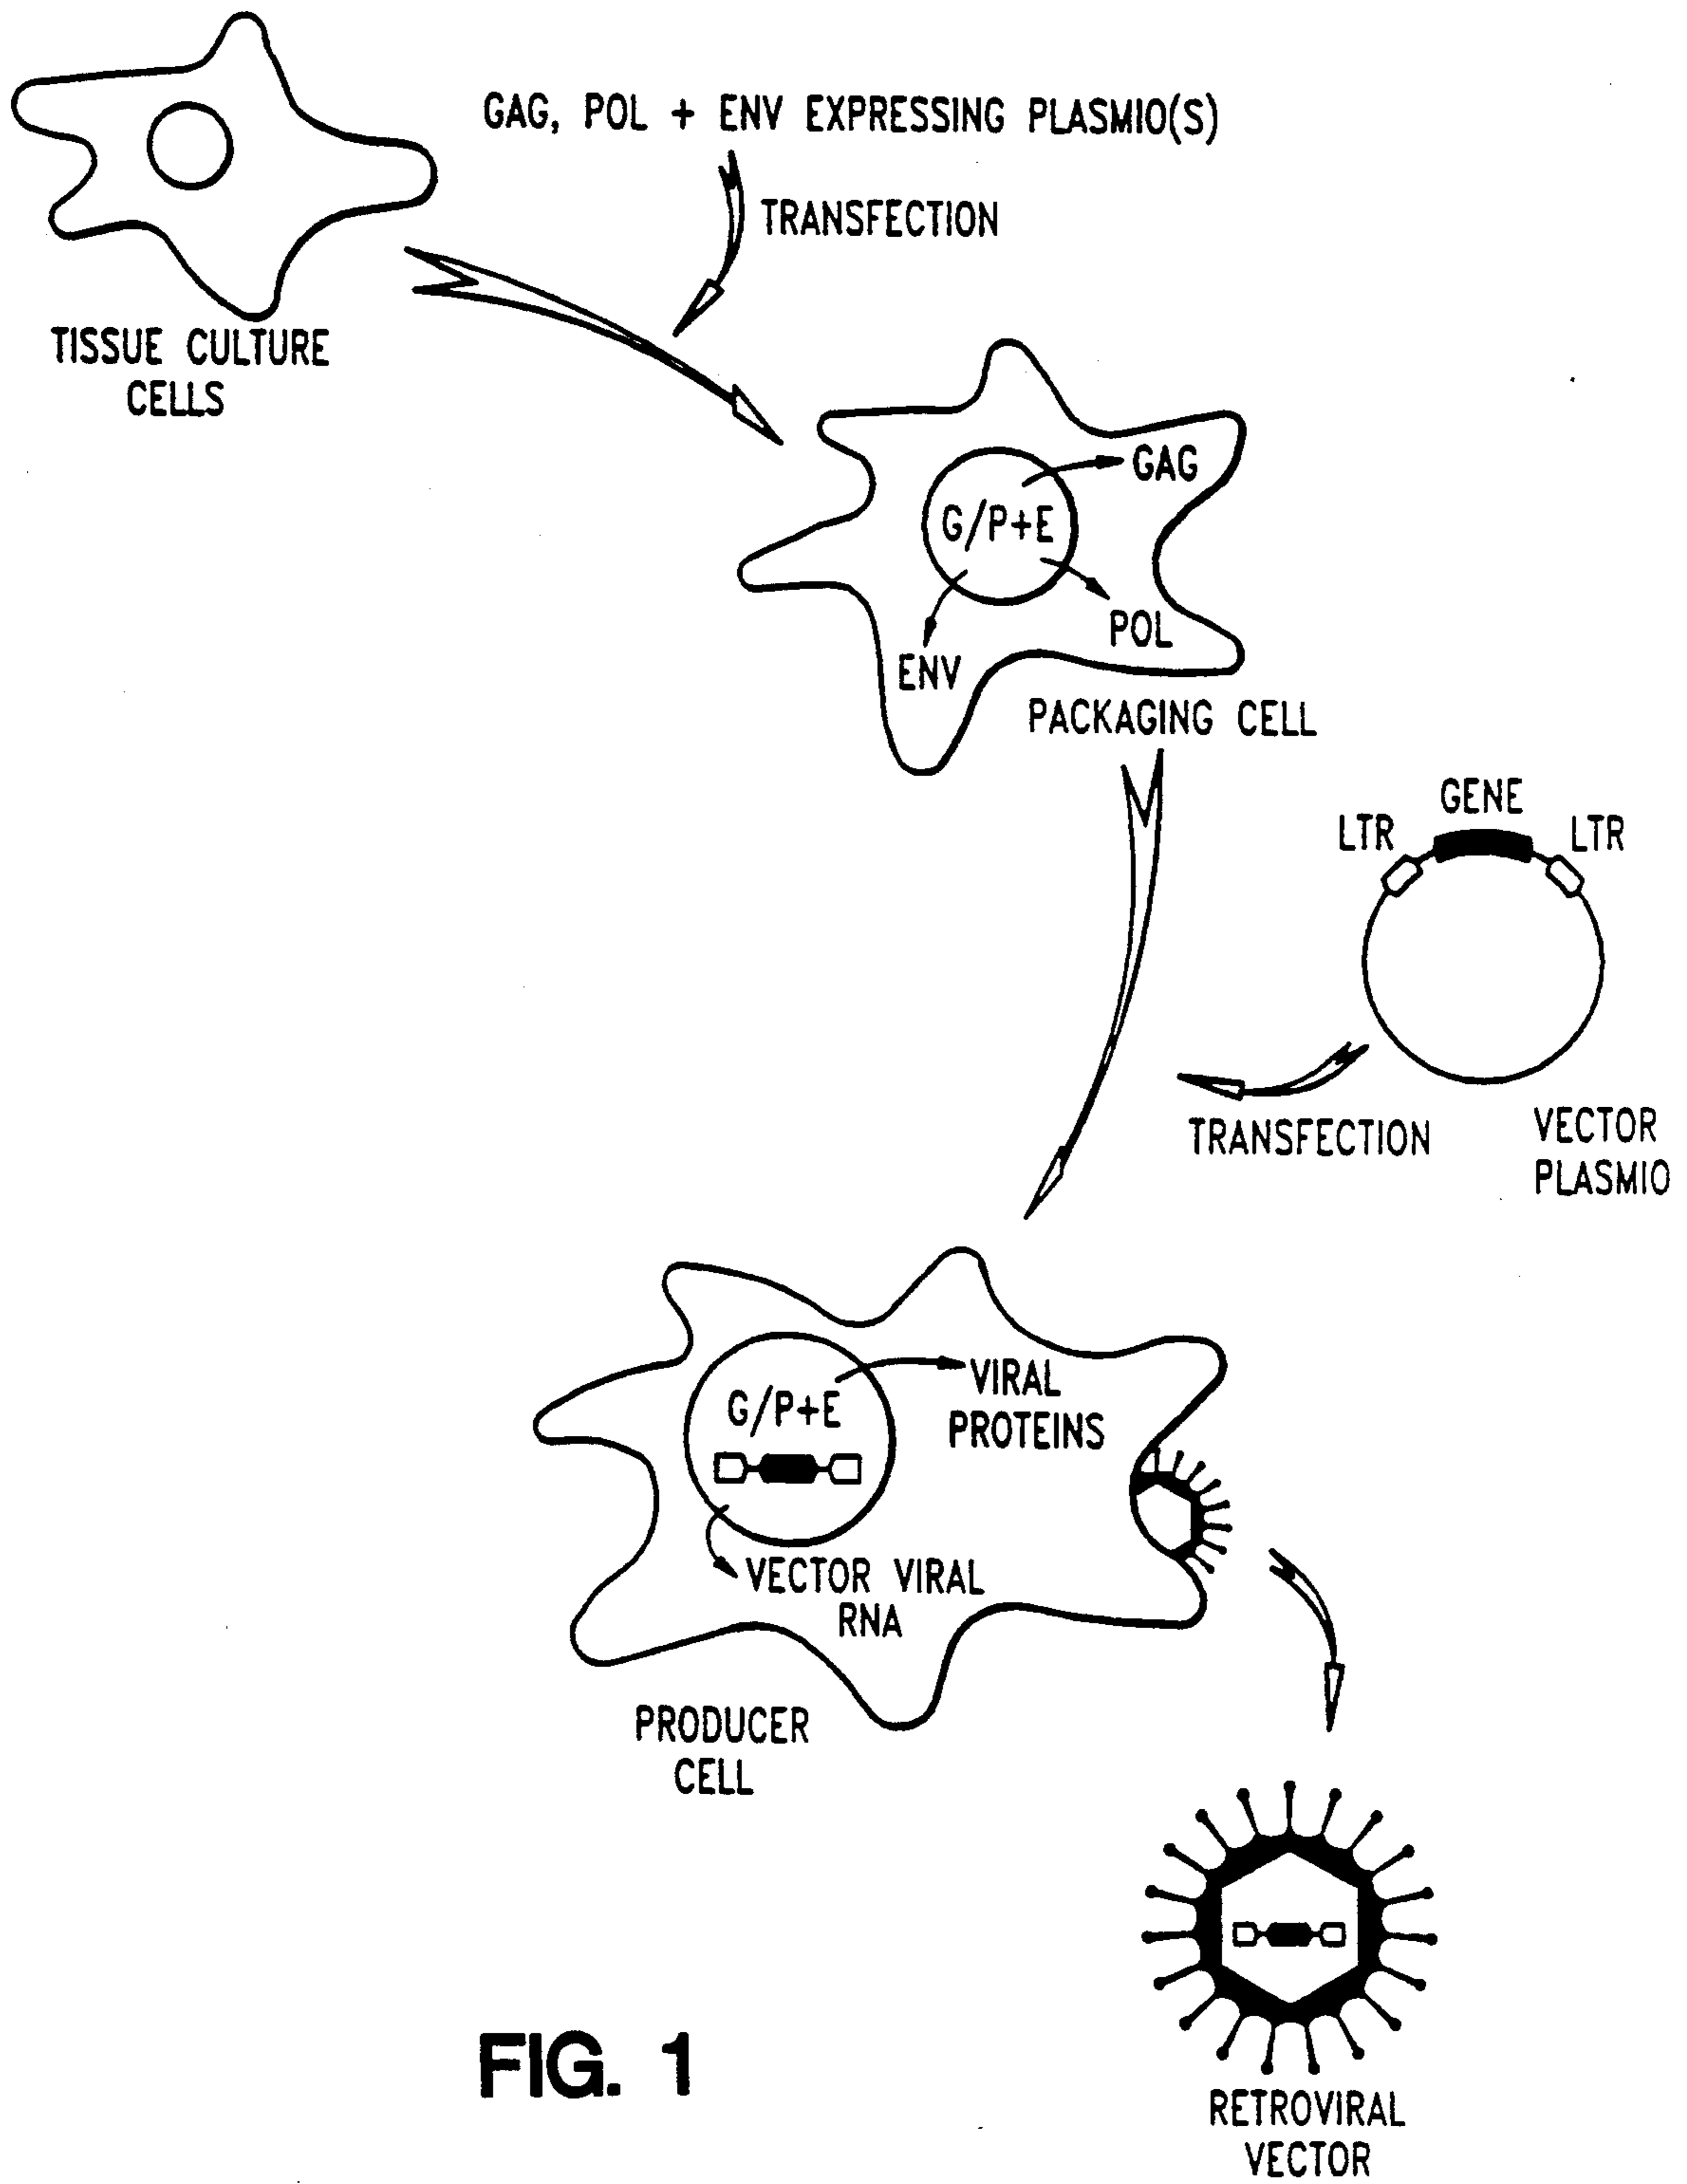 GAG, POL + ENV EXPRESSING PLASMIO(S)
TRANSFECTION
TISSUE CULTURE
CELLS
GAG
G/P+E
POL
ENV
PACKAGING CELL
GENE
LTR
LTR
TRANSFECTION
VECTOR
PLASMIO
VIRAL
PROTEINS
G/P+E
VECTOR VIRAL
RNA
PRODUCER
CELL
RETROVIRAL
VECTOR
FIG. 1